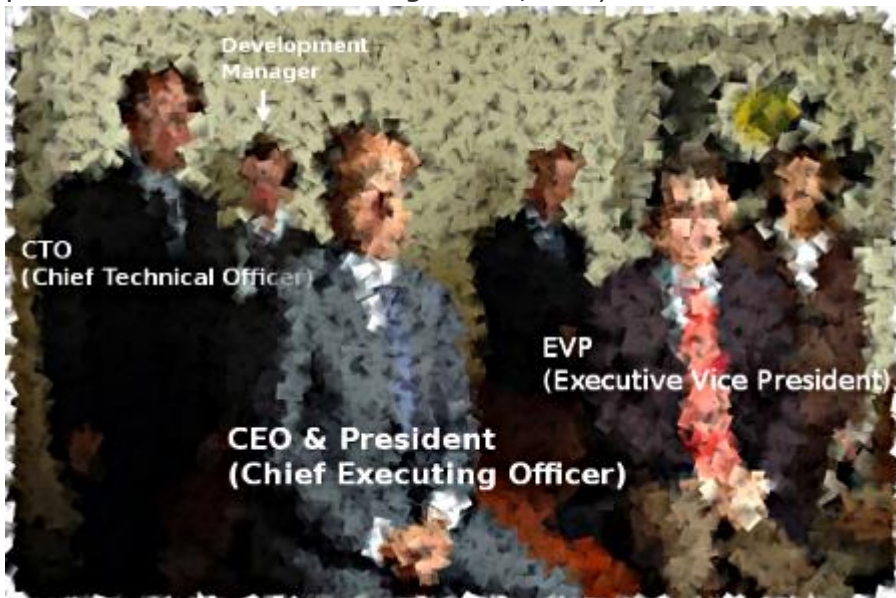 Development
Manager
CTO
(Chief Technical Officer)
EVP
(Executive Vice President)
CEO & President
(Chief Executing Officer)